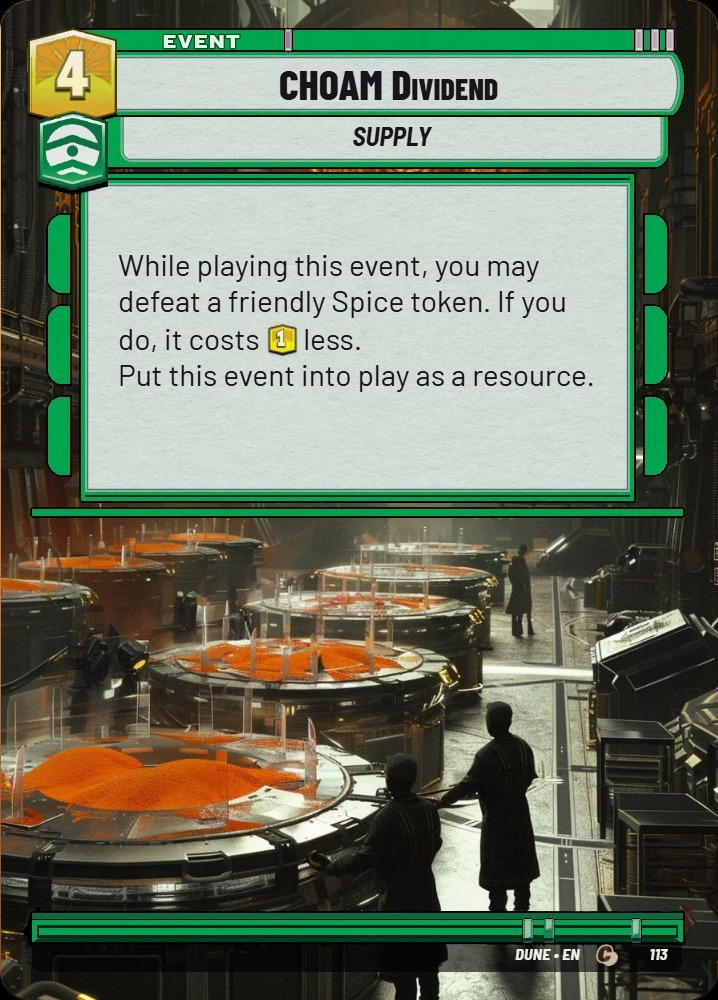 EVENT
4
CHOAM Dividend
SUPPLY
While playing this event, you may
defeat a friendly Spice token. If you
do, it costs 1 less.
Put this event into play as a resource.
DUNE • EN C 113